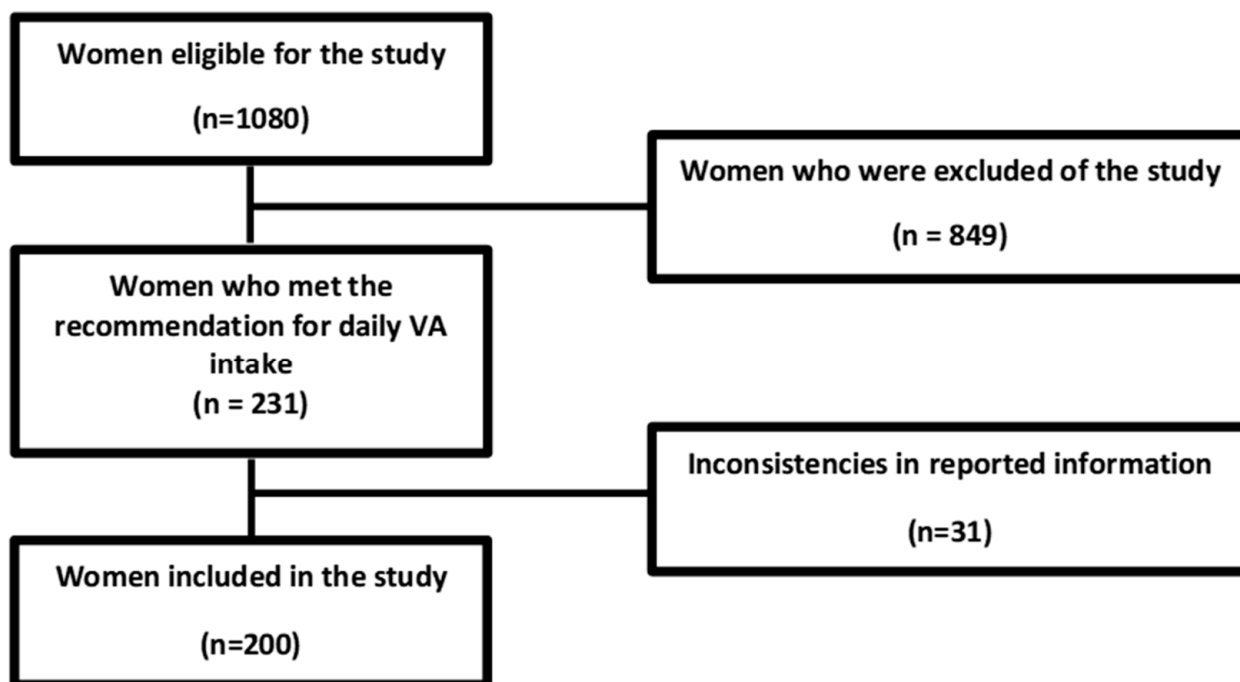 Women eligible for the study
(n=1080)
Women who were excluded of the study
(n = 849)
Women who met the
recommendation for daily VA
intake
(n = 231)
Inconsistencies in reported information
(n=31)
Women included in the study
(n=200)